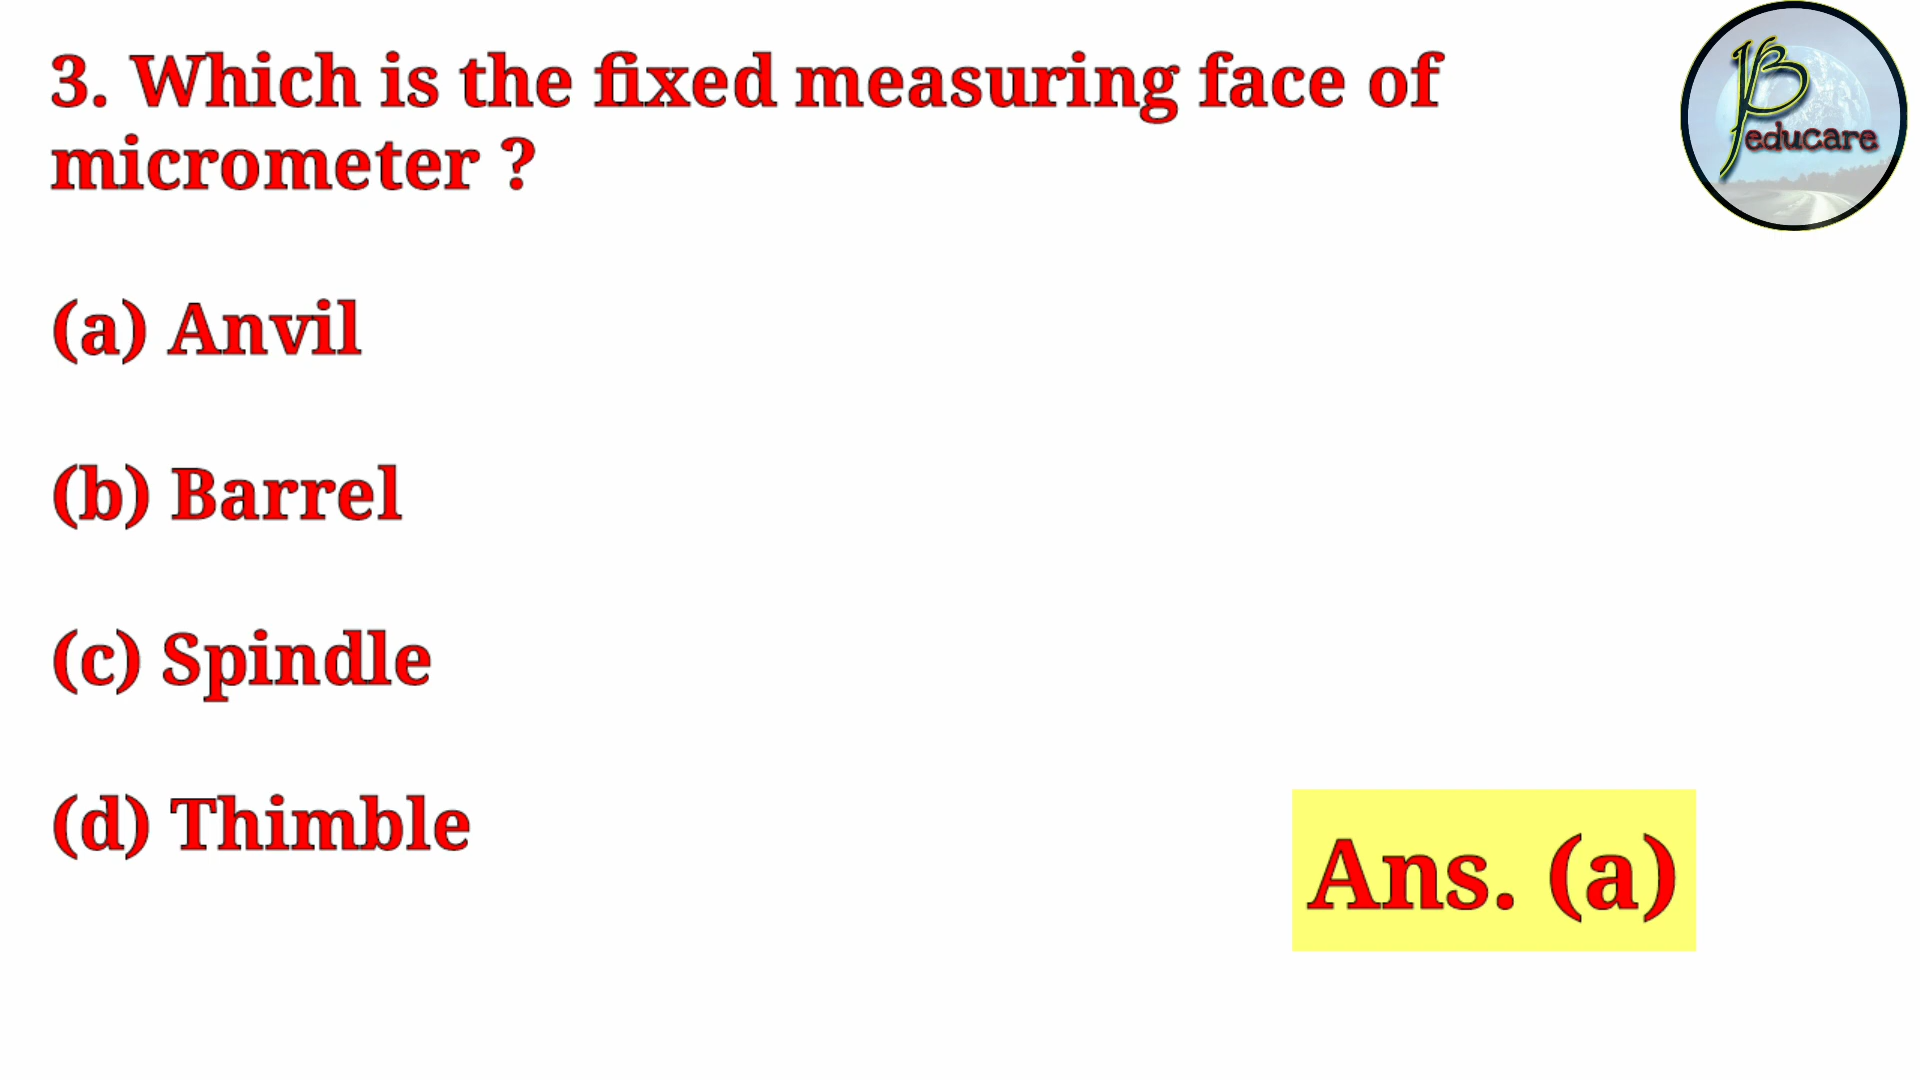 3. Which is the fixed measuring face of
micrometer ?
(a) Anvil
(b) Barrel
(c) Spindle
(d) Thimble
Ans. (a)
educare